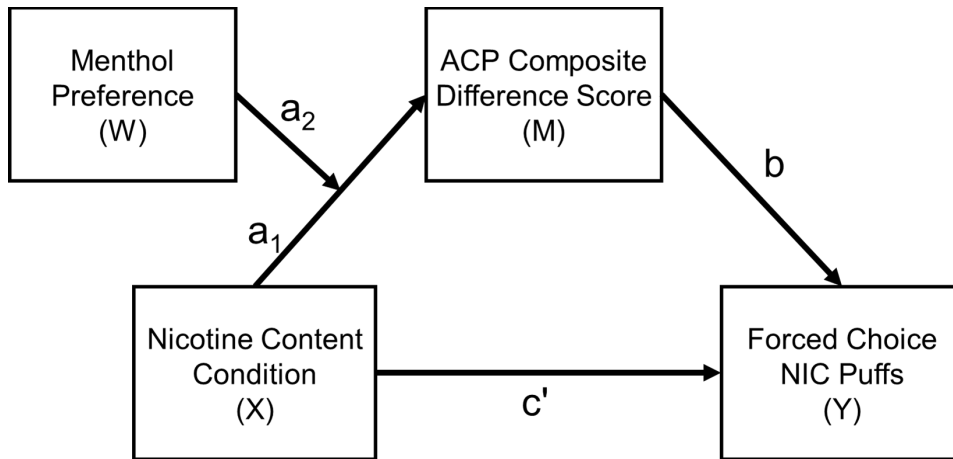 Menthol
Preference
(W)
a₂
ACP Composite
Difference Score
(M)
a₁
b
Nicotine Content
Condition
(X)
c'
Forced Choice
NIC Puffs
(Y)